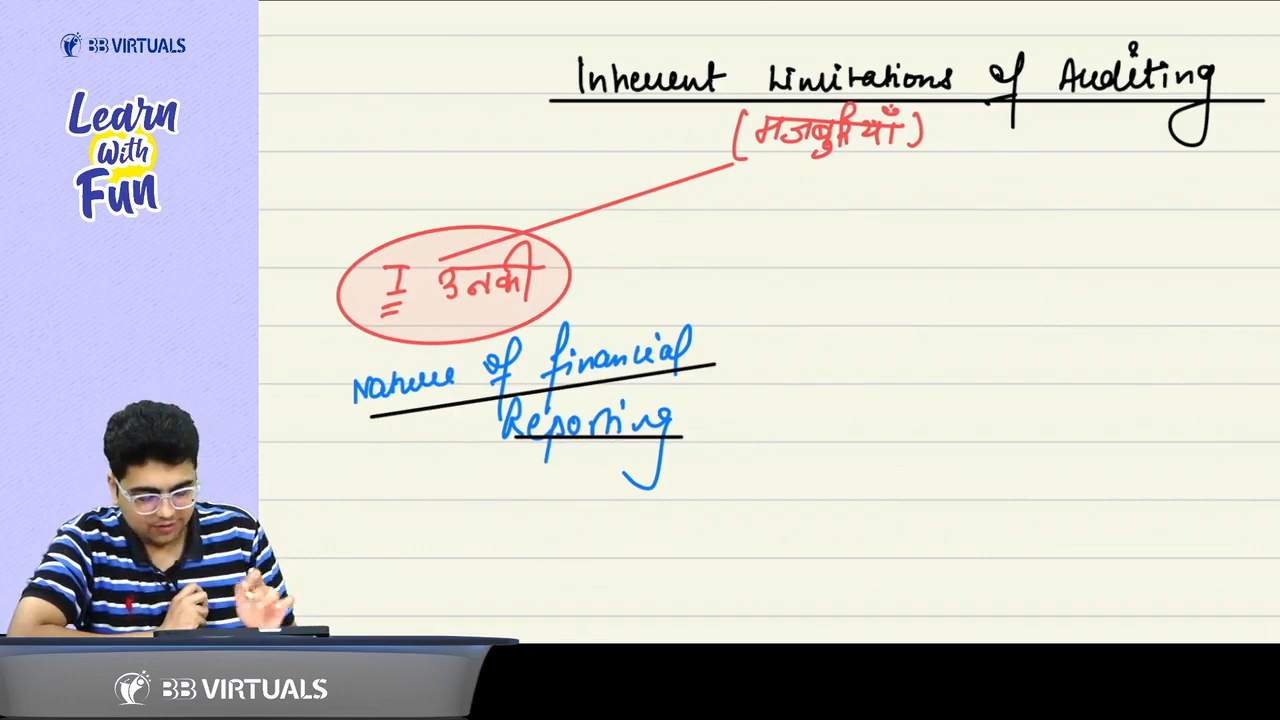 BB VIRTUALS
Learn
With
Fun
Inherent Limitations of Auditing
(मजबुरियाँ)
I उनकी
Nature of financial
Reporting
BB VIRTUALS